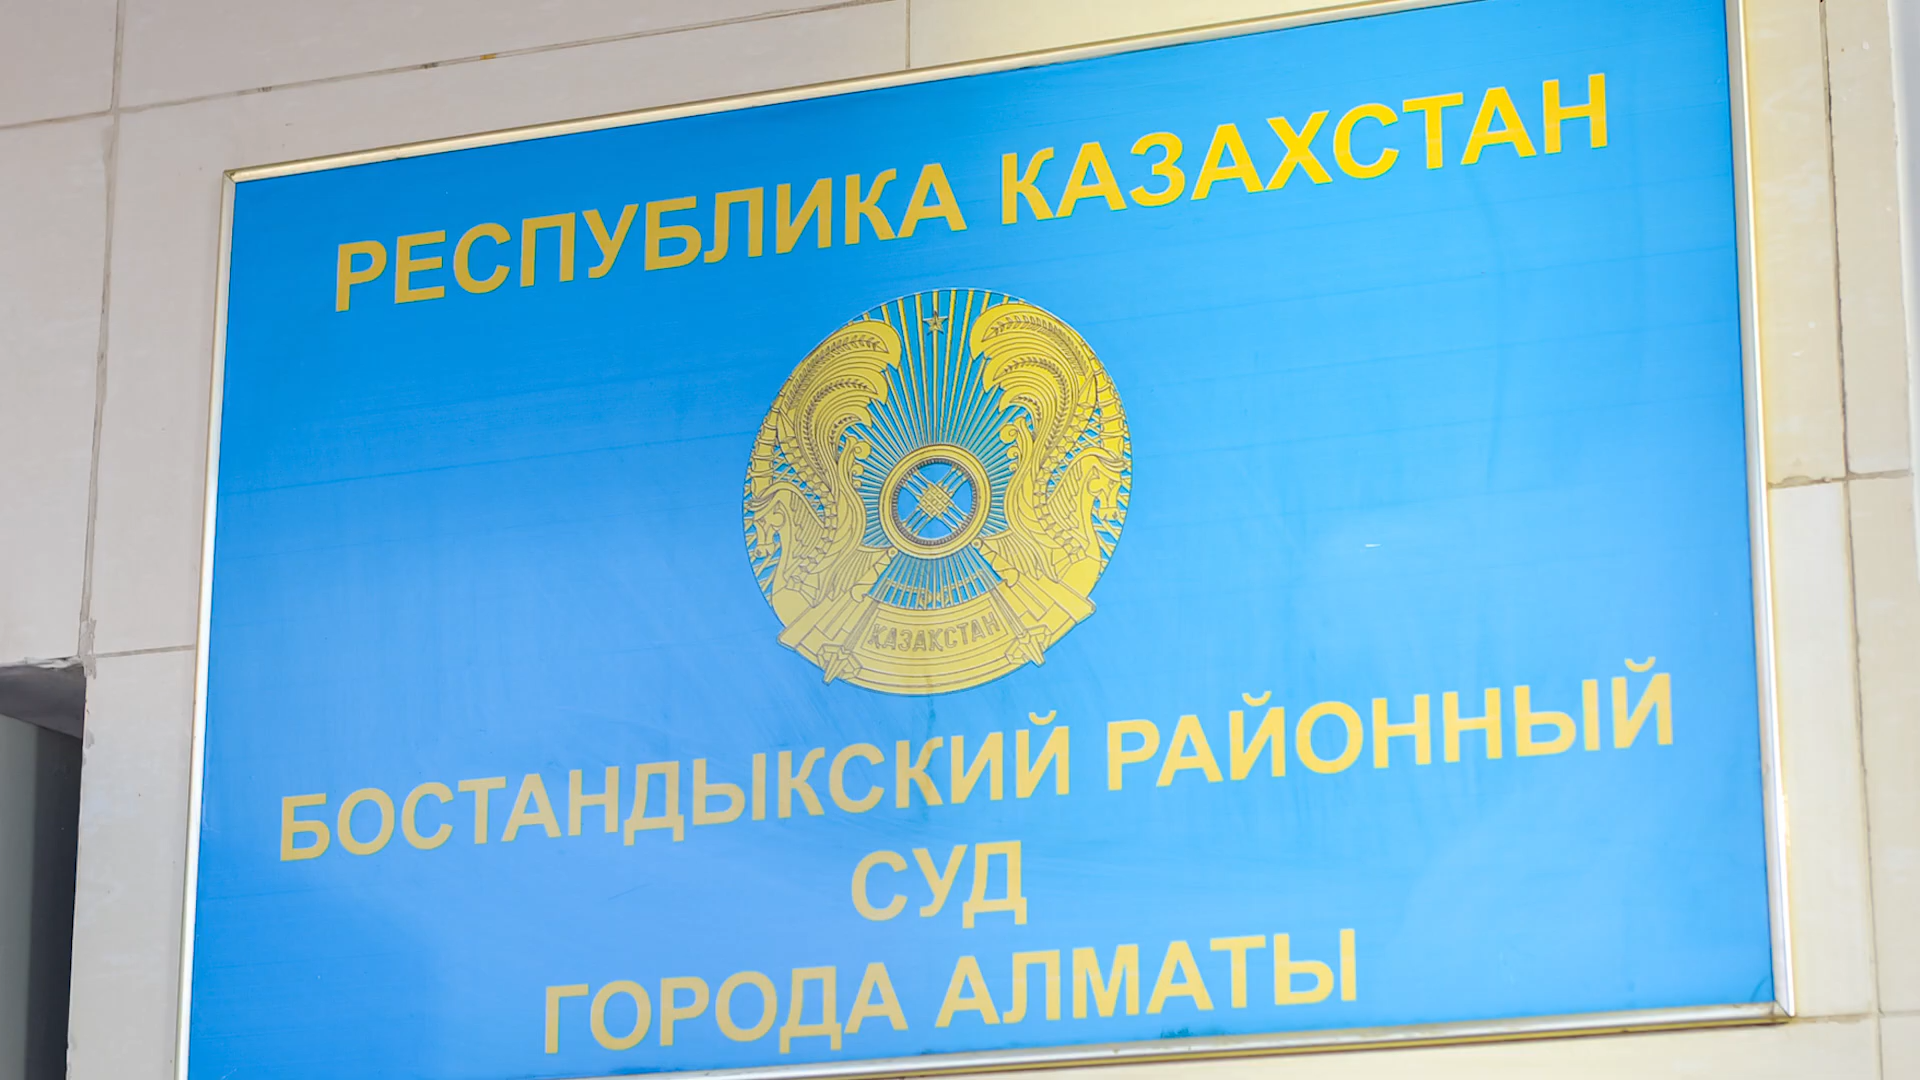 РЕСПУБЛИКА КАЗАХСТАН
ҚАЗАҚСТАН
БОСТАНДЫКСКИЙ РАЙОННЫЙ
СУД
ГОРОДА АЛМАТЫ